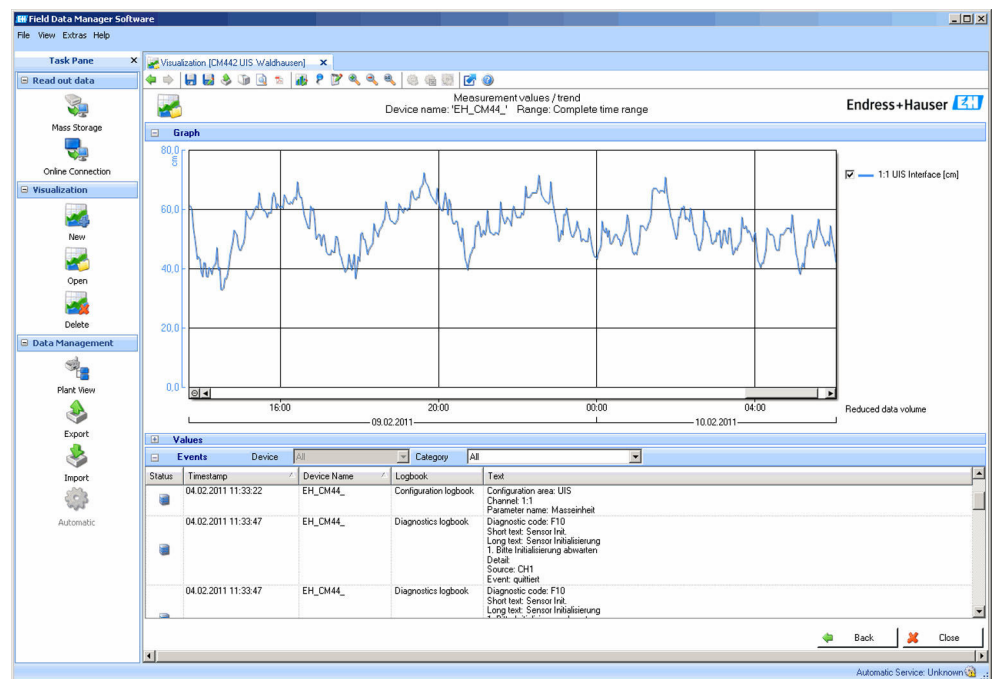 Field Data Manager Software
File View Extras Help
Task Pane X
Read out data
Mass Storage
Online Connection
Visualization
New
Open
Delete
Data Management
Plant View
Export
Import
Automatic
Visualization [CM442 UIS Waldhausen] X
Measurement values / trend
Device name: 'EH_CM44_' Range: Complete time range
Endress+Hauser EH
Graph
80,0
cm
60,0
40,0
20,0
0,0
1:1 UIS Interface [cm]
16:00 20:00 00:00 04:00
09.02.2011 10.02.2011
Reduced data volume
Values
Events Device All Category All
Status Timestamp Device Name Logbook Text
04.02.2011 11:33:22 EH_CM44_ Configuration logbook Configuration area: UIS
Channel: 1:1
Parameter name: Masseinheit
04.02.2011 11:33:47 EH_CM44_ Diagnostics logbook Diagnostic code: F10
Short text: Sensor Init.
Long text: Sensor Initialisierung
1. Bitte Initialisierung abwarten
Detail:
Source: CH1
Event: quittiert
04.02.2011 11:33:47 EH_CM44_ Diagnostics logbook Diagnostic code: F10
Short text: Sensor Init.
Long text: Sensor Initialisierung
Back Close
Automatic Service: Unknown